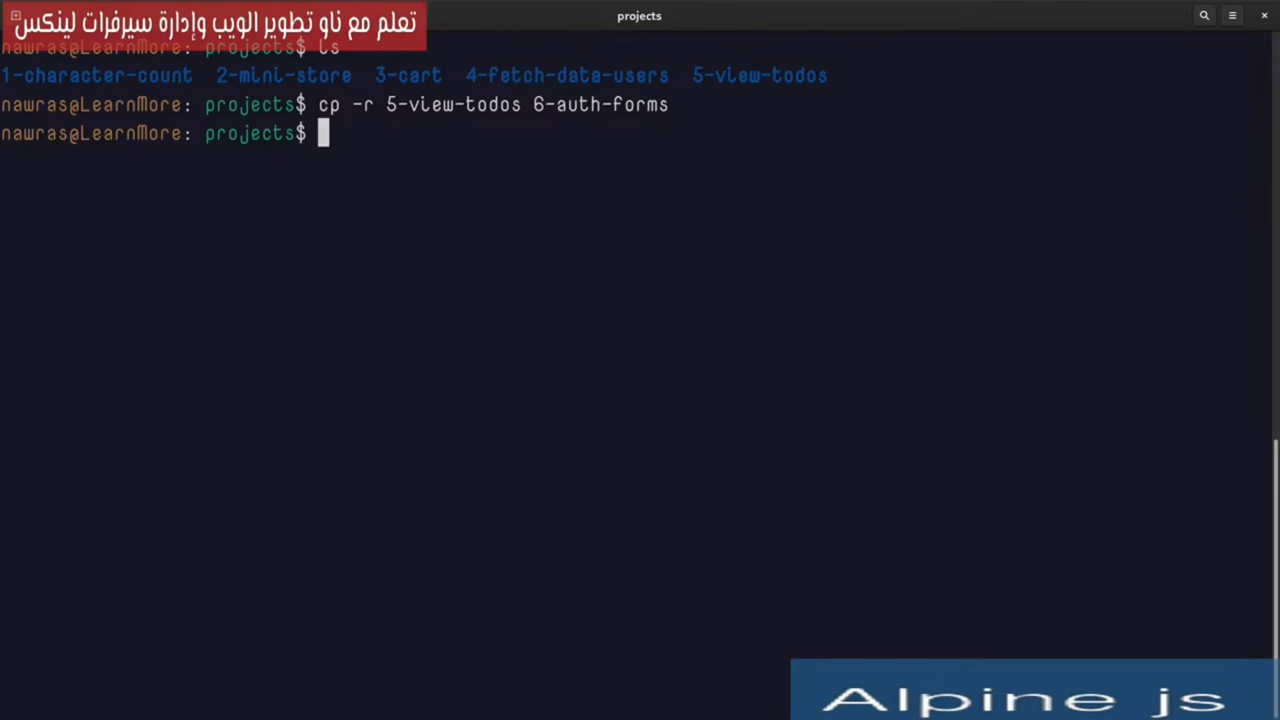 projects
تعلم مع ناو تطوير الويب وإدارة سيرفرات لينكس
nawras@LearnMore: projects$ ls
1-character-count 2-mini-store 3-cart 4-fetch-data-users 5-view-todos
nawras@LearnMore: projects$ cp -r 5-view-todos 6-auth-forms
nawras@LearnMore: projects$
Alpine js